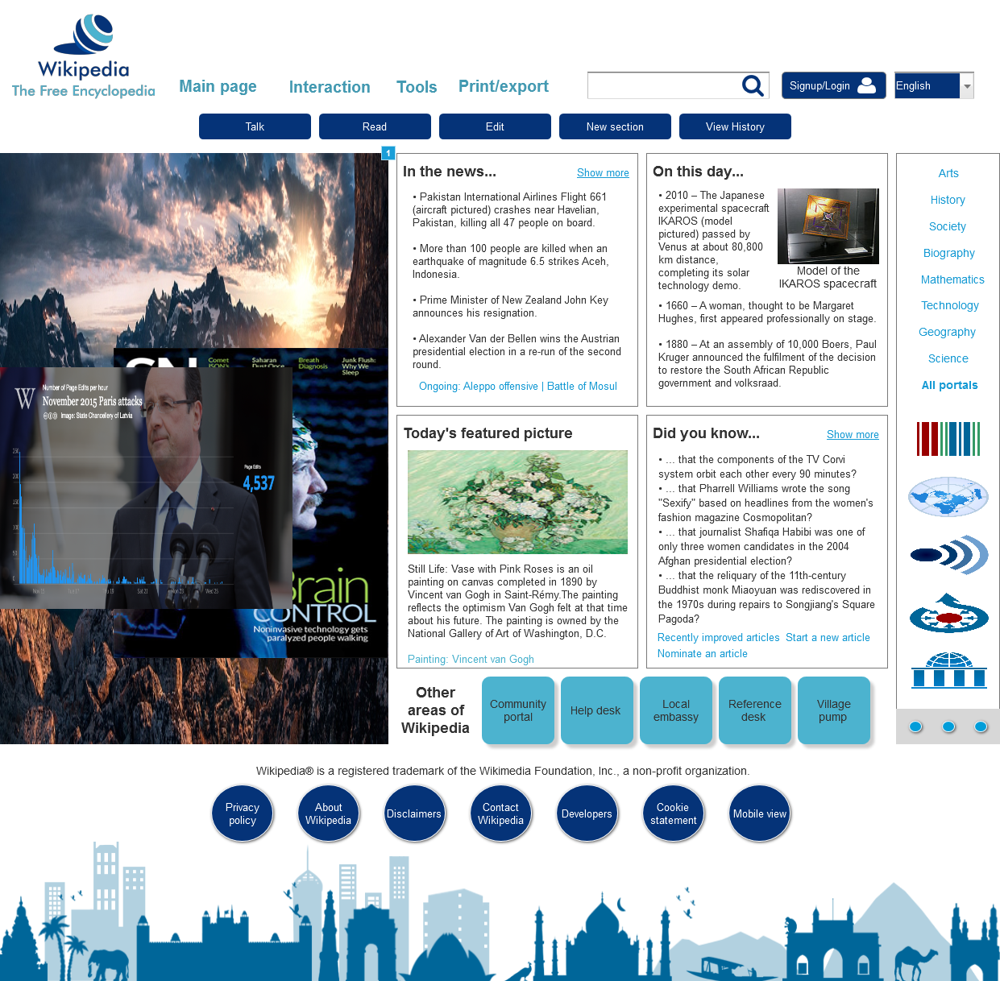 Wikipedia
The Free Encyclopedia
Main page
Interaction
Tools
Print/export
Signup/Login
English
Talk
Read
Edit
New section
View History
1
In the news...
Show more
• Pakistan International Airlines Flight 661
(aircraft pictured) crashes near Havelian,
Pakistan, killing all 47 people on board.
• More than 100 people are killed when an
earthquake of magnitude 6.5 strikes Aceh,
Indonesia.
• Prime Minister of New Zealand John Key
announces his resignation.
• Alexander Van der Bellen wins the Austrian
presidential election in a re-run of the second
round.
Ongoing: Aleppo offensive | Battle of Mosul
On this day...
• 2010 – The Japanese
experimental spacecraft
IKAROS (model
pictured) passed by
Venus at about 80,800
km distance,
completing its solar
technology demo.
Model of the
IKAROS spacecraft
• 1660 – A woman, thought to be Margaret
Hughes, first appeared professionally on stage.
• 1880 – At an assembly of 10,000 Boers, Paul
Kruger announced the fulfilment of the decision
to restore the South African Republic
government and volksraad.
Arts
History
Society
Biography
Mathematics
Technology
Geography
Science
All portals
Comet
ISON's
Saharan
Dust Once
Breath
Diagnosis
Junk Flush:
Why We
Sleep
W
Number of Page Edits per hour
November 2015 Paris attacks
Image: State Chancellery of Latvia
Page Edits
4,537
250
200
150
100
50
0
Nov 15
Sat 21
Mon 23
Wed 25
Brain
CONTROL
Noninvasive technology gets
paralyzed people walking
Today's featured picture
Still Life: Vase with Pink Roses is an oil
painting on canvas completed in 1890 by
Vincent van Gogh in Saint-Rémy.The painting
reflects the optimism Van Gogh felt at that time
about his future. The painting is owned by the
National Gallery of Art of Washington, D.C.
Painting: Vincent van Gogh
Did you know...
Show more
• ... that the components of the TV Corvi
system orbit each other every 90 minutes?
• ... that Pharrell Williams wrote the song
"Sexify" based on headlines from the women's
fashion magazine Cosmopolitan?
• ... that journalist Shafiqa Habibi was one of
only three women candidates in the 2004
Afghan presidential election?
• ... that the reliquary of the 11th-century
Buddhist monk Miaoyuan was rediscovered in
the 1970s during repairs to Songjiang's Square
Pagoda?
Recently improved articles Start a new article
Nominate an article
Other
areas of
Wikipedia
Community
portal
Help desk
Local
embassy
Reference
desk
Village
pump
Wikipedia® is a registered trademark of the Wikimedia Foundation, Inc., a non-profit organization.
Privacy
policy
About
Wikipedia
Disclaimers
Contact
Wikipedia
Developers
Cookie
statement
Mobile view